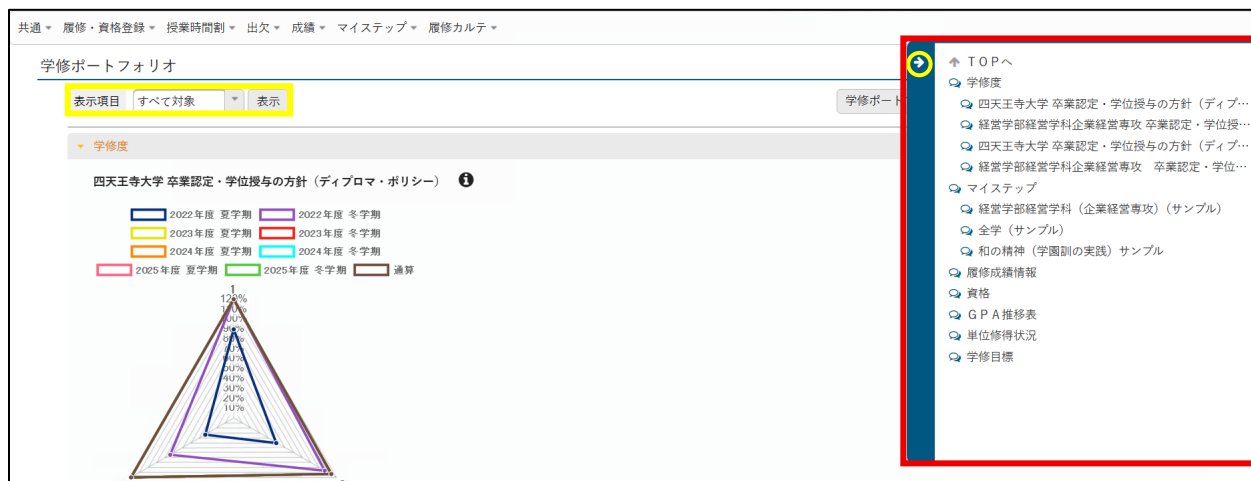 共通 履修・資格登録 授業時間割 出欠 成績 マイステップ 履修カルテ
学修ポートフォリオ
表示項目 すべて対象 表示
学修ポート
学修度
四天王寺大学 卒業認定・学位授与の方針（ディプロマ・ポリシー）
2022年度 夏学期 2022年度 冬学期
2023年度 夏学期 2023年度 冬学期
2024年度 夏学期 2024年度 冬学期
2025年度 夏学期 2025年度 冬学期 通算
1
120%
110%
100%
90%
80%
70%
60%
50%
40%
30%
20%
10%
ＴＯＰへ
学修度
四天王寺大学 卒業認定・学位授与の方針（ディプ…
経営学部経営学科企業経営専攻 卒業認定・学位授…
四天王寺大学 卒業認定・学位授与の方針（ディプ…
経営学部経営学科企業経営専攻　卒業認定・学位…
マイステップ
経営学部経営学科（企業経営専攻）（サンプル）
全学（サンプル）
和の精神（学園訓の実践）サンプル
履修成績情報
資格
ＧＰＡ推移表
単位修得状況
学修目標